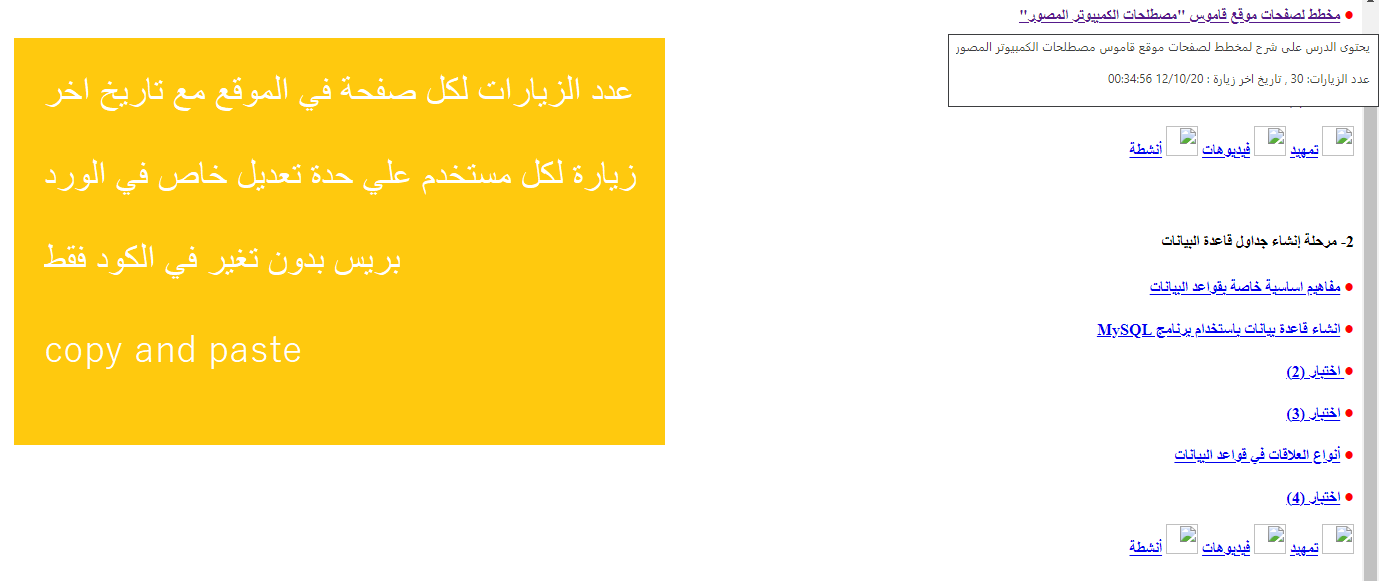 ● مخطط لصفحات موقع قاموس "مصطلحات الكمبيوتر المصور"
يحتوى الدرس على شرح لمخطط لصفحات موقع قاموس مصطلحات الكمبيوتر المصور
عدد الزيارات: 30 , تاريخ اخر زيارة : 12/10/20 00:34:56
تمهيد فيديوهات أنشطة
2- مرحلة إنشاء جداول قاعدة البيانات
● مفاهيم اساسية خاصة بقواعد البيانات
● انشاء قاعدة بيانات باستخدام برنامج MySQL
● اختبار (2)
● اختبار (3)
● أنواع العلاقات في قواعد البيانات
● اختبار (4)
تمهيد فيديوهات أنشطة
عدد الزيارات لكل صفحة في الموقع مع تاريخ اخر
زيارة لكل مستخدم علي حدة تعديل خاص في الورد
بريس بدون تغير في الكود فقط
copy and paste